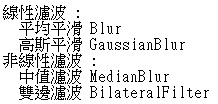 線性濾波 :
平均平滑 Blur
高斯平滑 GaussianBlur
非線性濾波 :
中值濾波 MedianBlur
雙邊濾波 BilateralFilter